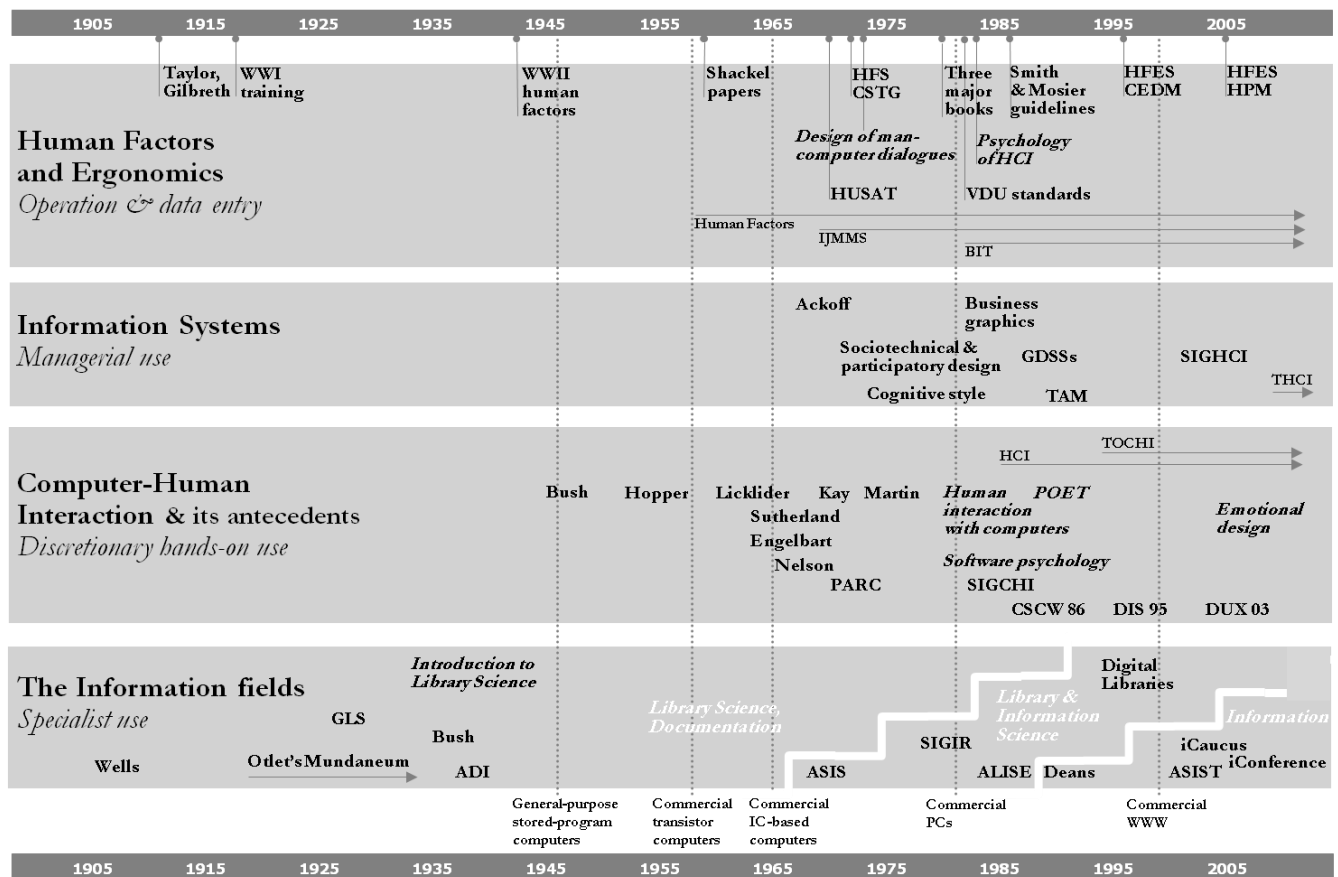 1905 1915 1925 1935 1945 1955 1965 1975 1985 1995 2005
Taylor,
Gilbreth
WWI
training
WWII
human
factors
Shackel
papers
HFS
CSTG
Three
major
books
Smith
& Mosier
guidelines
HFES
CEDM
HFES
HPM
Human Factors
and Ergonomics
Operation & data entry
Design of man-
computer dialogues
Psychology
of HCI
HUSAT
VDU standards
Human Factors
IJMMS
BIT
Information Systems
Managerial use
Ackoff
Business
graphics
Sociotechnical &
participatory design
GDSSs
SIGHCI
THCI
Cognitive style
TAM
Computer-Human
Interaction & its antecedents
Discretionary hands-on use
TOCHI
HCI
Bush
Hopper
Licklider
Kay
Martin
Human
interaction
with computers
POET
Emotional
design
Sutherland
Engelbart
Nelson
Software psychology
PARC
SIGCHI
CSCW 86
DIS 95
DUX 03
The Information fields
Specialist use
Introduction to
Library Science
GLS
Bush
Wells
Otlet's Mundaneum
ADI
Library Science,
Documentation
Library &
Information
Science
Digital
Libraries
Information
SIGIR
ASIS
ALISE
Deans
iCaucus
iConference
ASIST
General-purpose
stored-program
computers
Commercial
transistor
computers
Commercial
IC-based
computers
Commercial
PCs
Commercial
WWW
1905 1915 1925 1935 1945 1955 1965 1975 1985 1995 2005